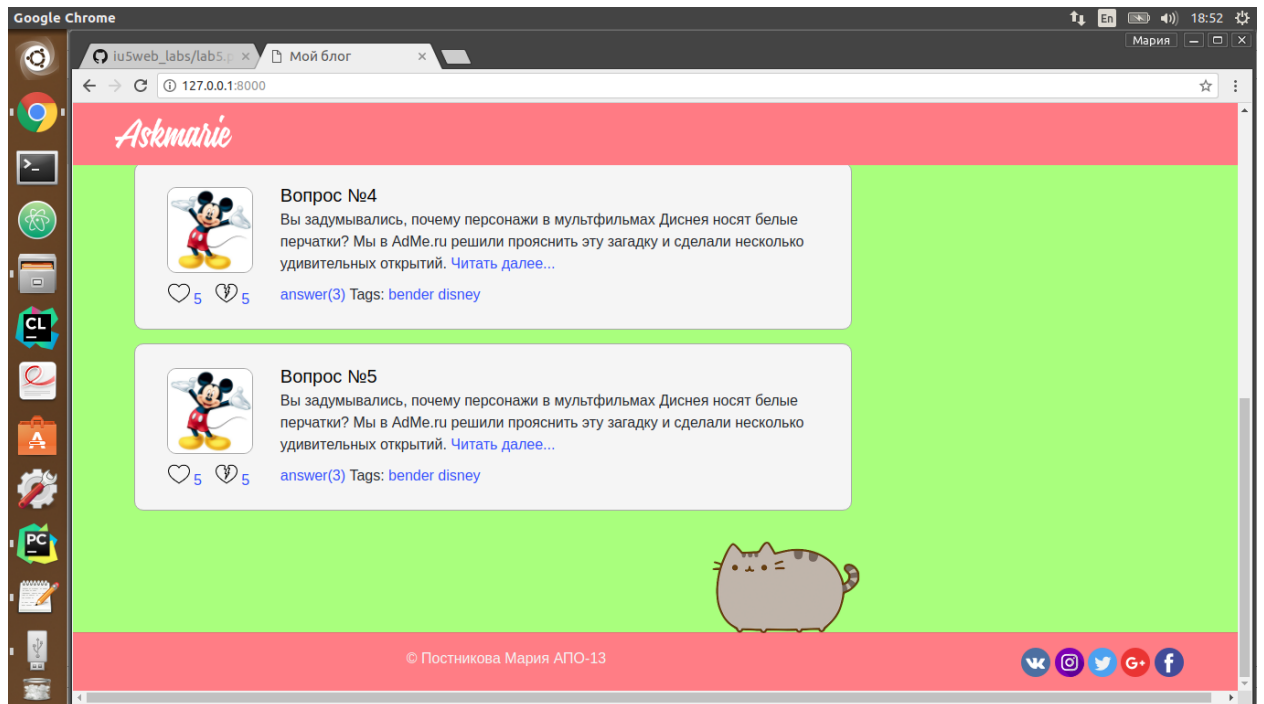 Google Chrome
En
18:52
iu5web_labs/lab5.p
Мой блог
Мария
127.0.0.1:8000
Askmarie
Вопрос №4
Вы задумывались, почему персонажи в мультфильмах Диснея носят белые
перчатки? Мы в AdMe.ru решили прояснить эту загадку и сделали несколько
удивительных открытий. Читать далее...
5 5 answer(3) Tags: bender disney
Вопрос №5
Вы задумывались, почему персонажи в мультфильмах Диснея носят белые
перчатки? Мы в AdMe.ru решили прояснить эту загадку и сделали несколько
удивительных открытий. Читать далее...
5 5 answer(3) Tags: bender disney
© Постникова Мария АПО-13
CL
PC
G+